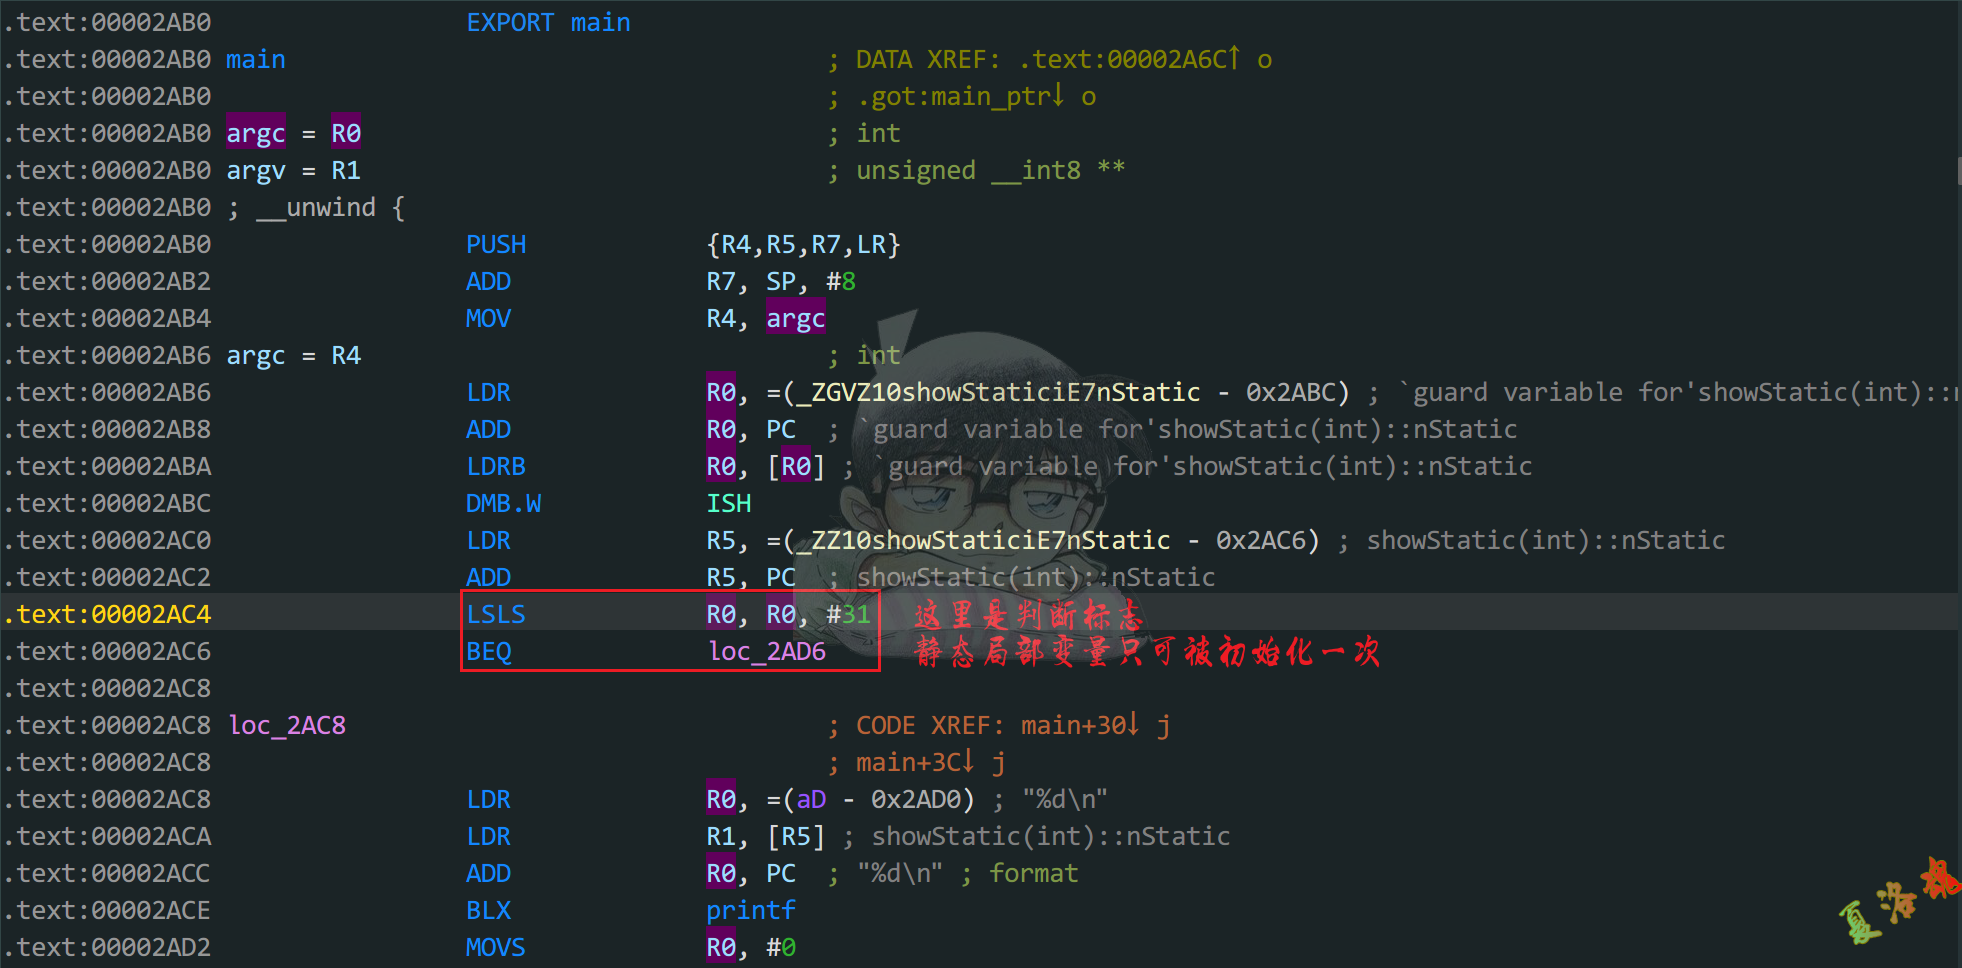 .text:00002AB0 EXPORT main
.text:00002AB0 main ; DATA XREF: .text:00002A6C↑ o
.text:00002AB0 ; .got:main_ptr↓ o
.text:00002AB0 argc = R0 ; int
.text:00002AB0 argv = R1 ; unsigned __int8 **
.text:00002AB0 ; __unwind {
.text:00002AB0 PUSH {R4,R5,R7,LR}
.text:00002AB2 ADD R7, SP, #8
.text:00002AB4 MOV R4, argc
.text:00002AB6 argc = R4 ; int
.text:00002AB6 LDR R0, =(_ZGVZ10showStaticiE7nStatic - 0x2ABC) ; `guard variable for'showStatic(int)::
.text:00002AB8 ADD R0, PC ; `guard variable for'showStatic(int)::nStatic
.text:00002ABA LDRB R0, [R0] ; `guard variable for'showStatic(int)::nStatic
.text:00002ABC DMB.W ISH
.text:00002AC0 LDR R5, =(_ZZ10showStaticiE7nStatic - 0x2AC6) ; showStatic(int)::nStatic
.text:00002AC2 ADD R5, PC ; showStatic(int)::nStatic
.text:00002AC4 LSLS R0, R0, #31 这里是判断标志
.text:00002AC6 BEQ loc_2AD6 静态局部变量只可被初始化一次
.text:00002AC8
.text:00002AC8 loc_2AC8 ; CODE XREF: main+30↓ j
.text:00002AC8 ; main+3C↓ j
.text:00002AC8 LDR R0, =(aD - 0x2AD0) ; "%d\n"
.text:00002ACA LDR R1, [R5] ; showStatic(int)::nStatic
.text:00002ACC ADD R0, PC ; "%d\n" ; format
.text:00002ACE BLX printf
.text:00002AD2 MOVS R0, #0
夏洛